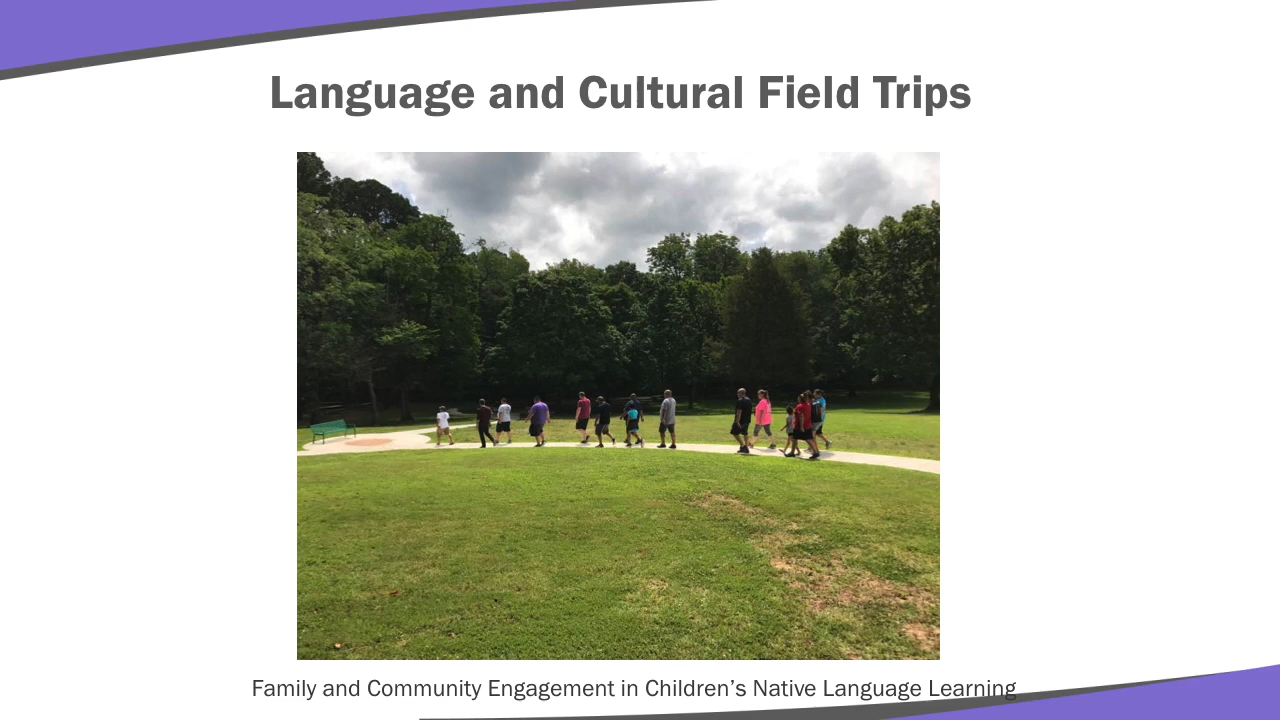 Language and Cultural Field Trips
Family and Community Engagement in Children’s Native Language Learning